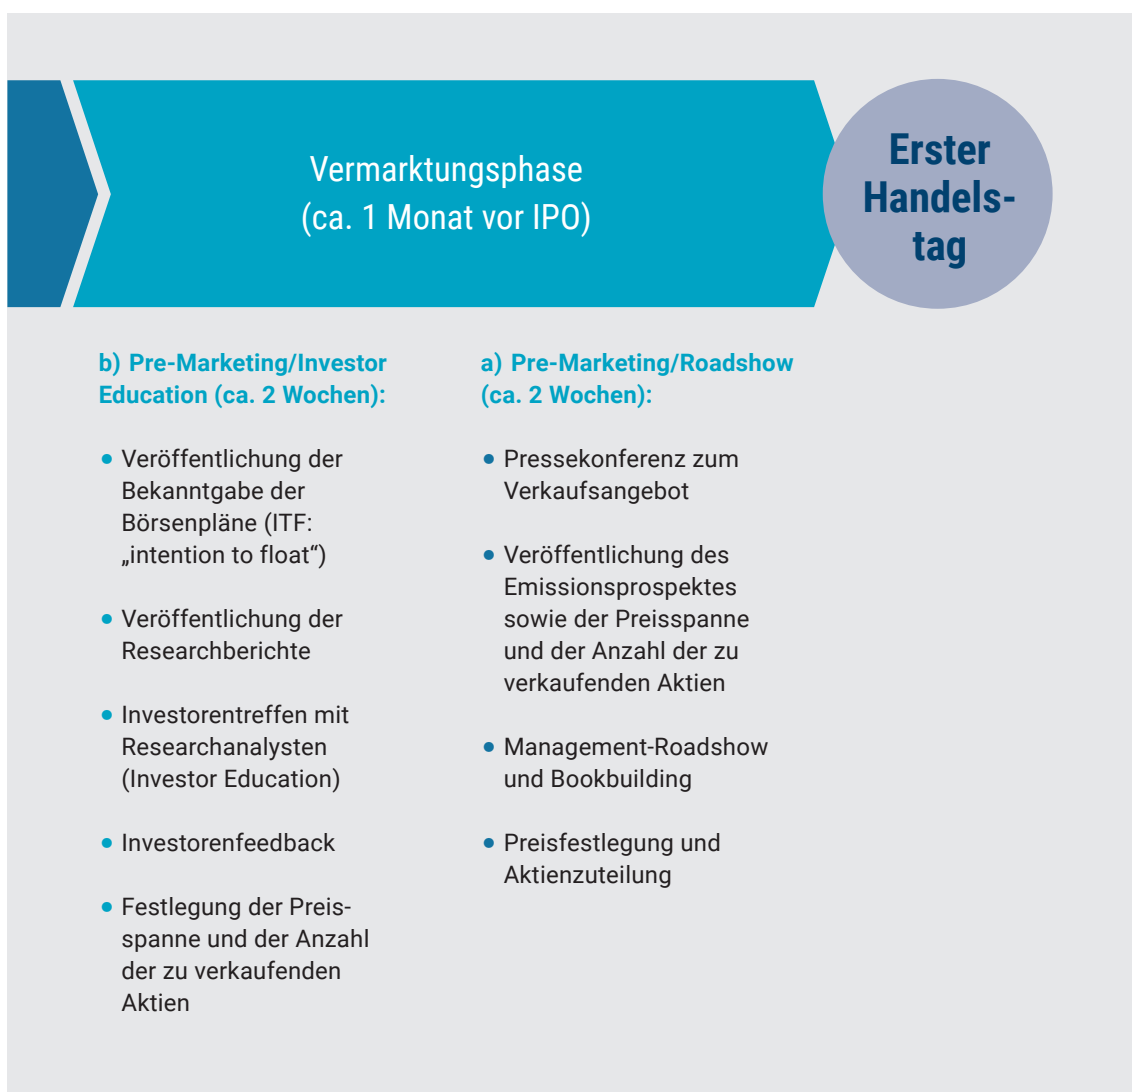 Vermarktungsphase
(ca. 1 Monat vor IPO)
Erster
Handels-
tag
b) Pre-Marketing/Investor
Education (ca. 2 Wochen):
• Veröffentlichung der
Bekanntgabe der
Börsenpläne (ITF:
„intention to float“)
• Veröffentlichung der
Researchberichte
• Investorentreffen mit
Researchanalysten
(Investor Education)
• Investorenfeedback
• Festlegung der Preis-
spanne und der Anzahl
der zu verkaufenden
Aktien
a) Pre-Marketing/Roadshow
(ca. 2 Wochen):
• Pressekonferenz zum
Verkaufsangebot
• Veröffentlichung des
Emissionsprospektes
sowie der Preisspanne
und der Anzahl der zu
verkaufenden Aktien
• Management-Roadshow
und Bookbuilding
• Preisfestlegung und
Aktienzuteilung